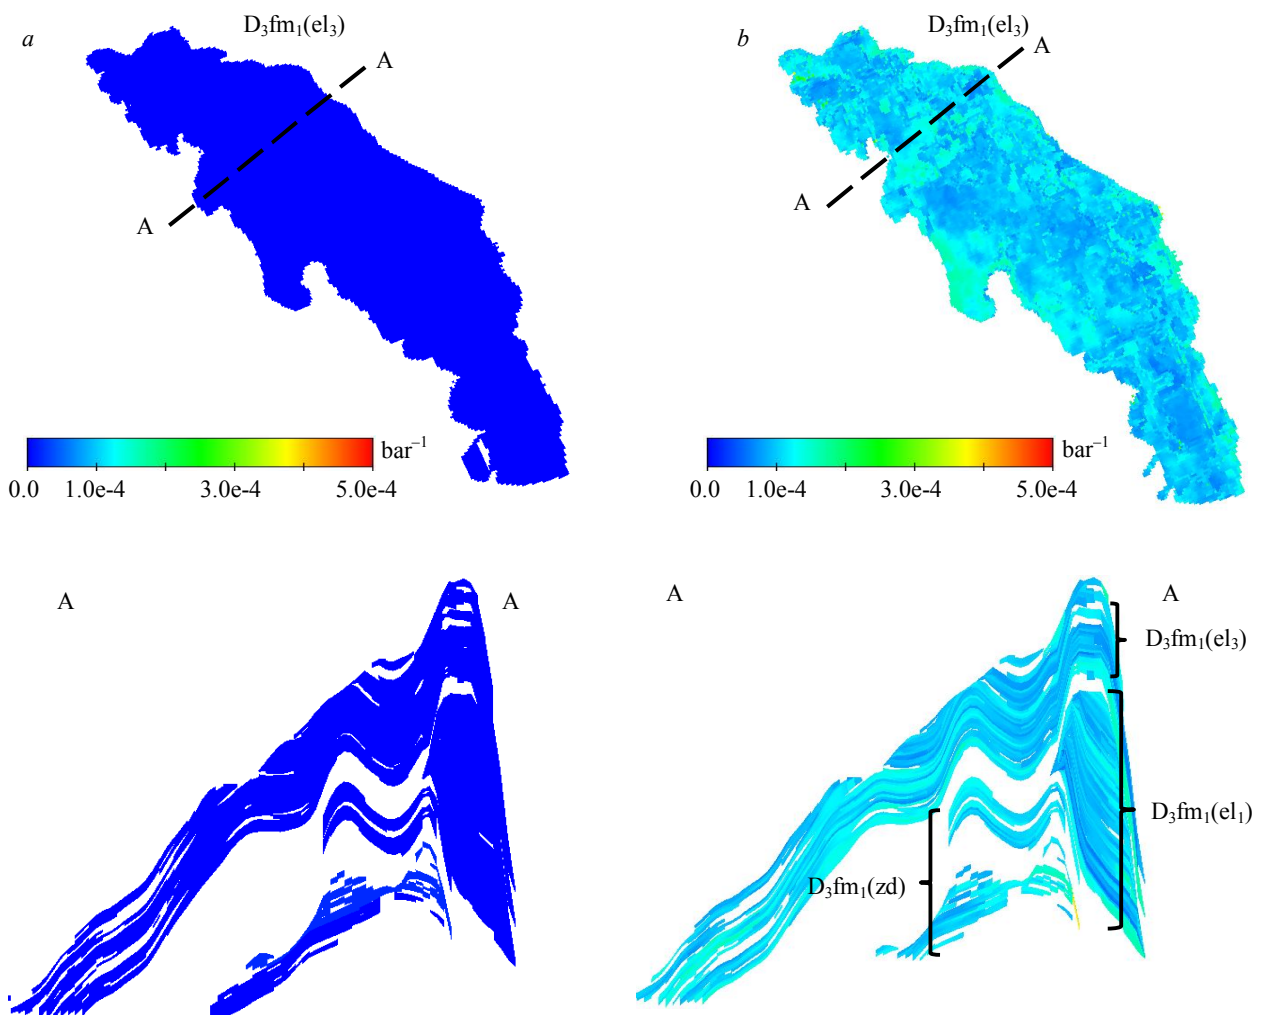 a
D₃fm₁(el₃)
A
A
bar⁻¹
0.0 1.0e-4 3.0e-4 5.0e-4
b
D₃fm₁(el₃)
A
A
bar⁻¹
0.0 1.0e-4 3.0e-4 5.0e-4
A A
A A
D₃fm₁(el₃)
D₃fm₁(el₁)
D₃fm₁(zd)